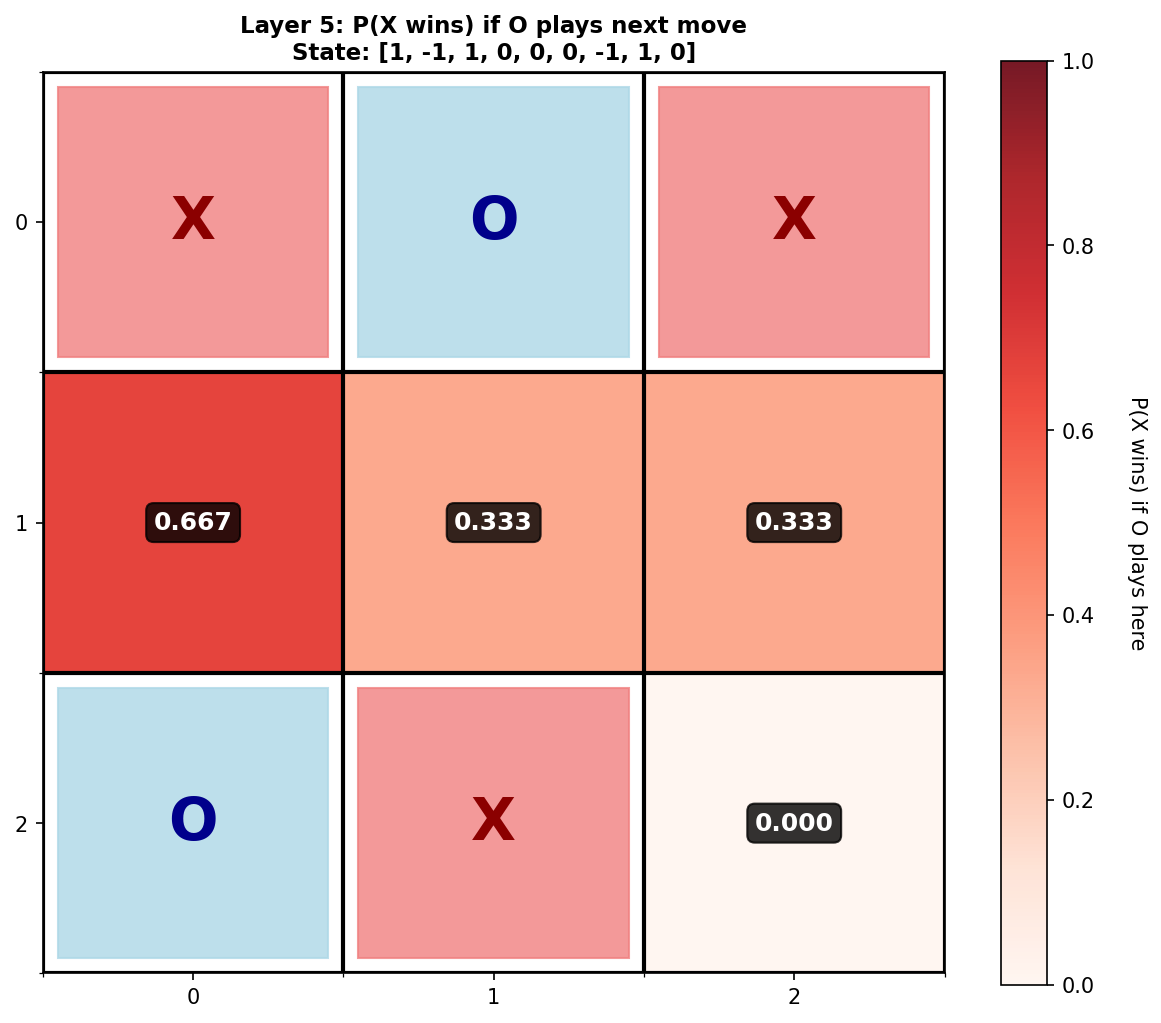 Layer 5: P(X wins) if O plays next move
State: [1, -1, 1, 0, 0, 0, -1, 1, 0]
0
X
O
X
1
0.667
0.333
0.333
2
O
X
0.000
0
1
2
1.0
0.8
0.6
0.4
0.2
0.0
P(X wins) if O plays here